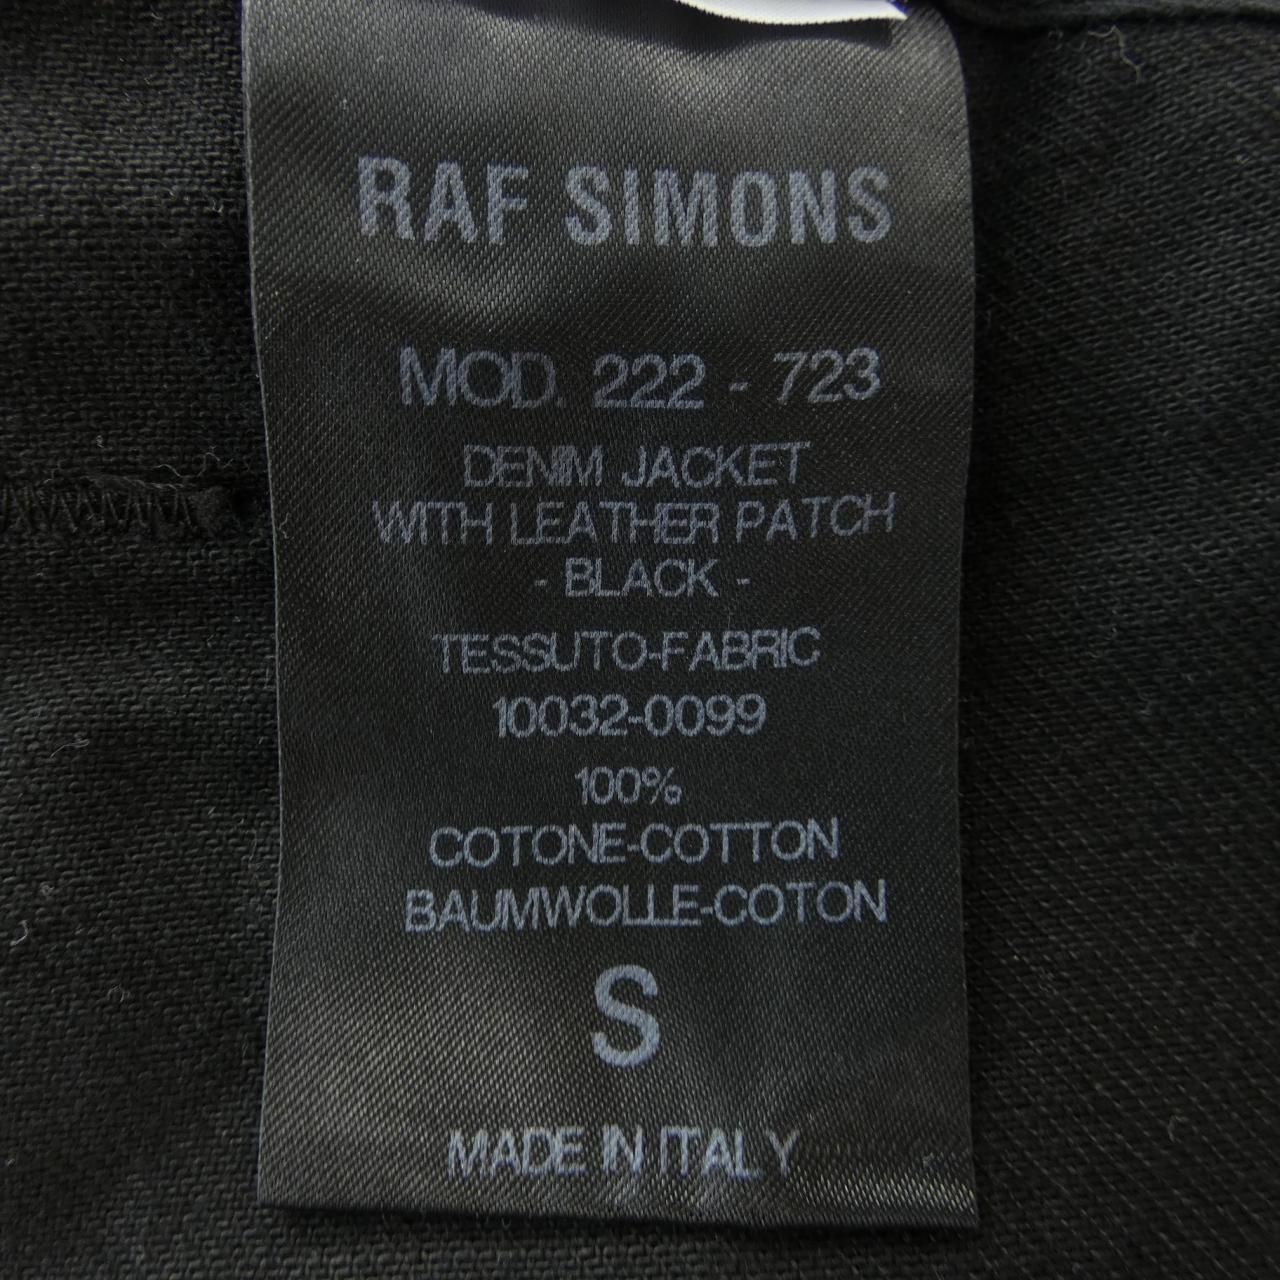 RAF SIMONS
MOD. 222 - 723
DENIM JACKET
WITH LEATHER PATCH
- BLACK -
TESSUTO-FABRIC
10032-0099
100%
COTONE-COTTON
BAUMWOLLE-COTON
S
MADE IN ITALY